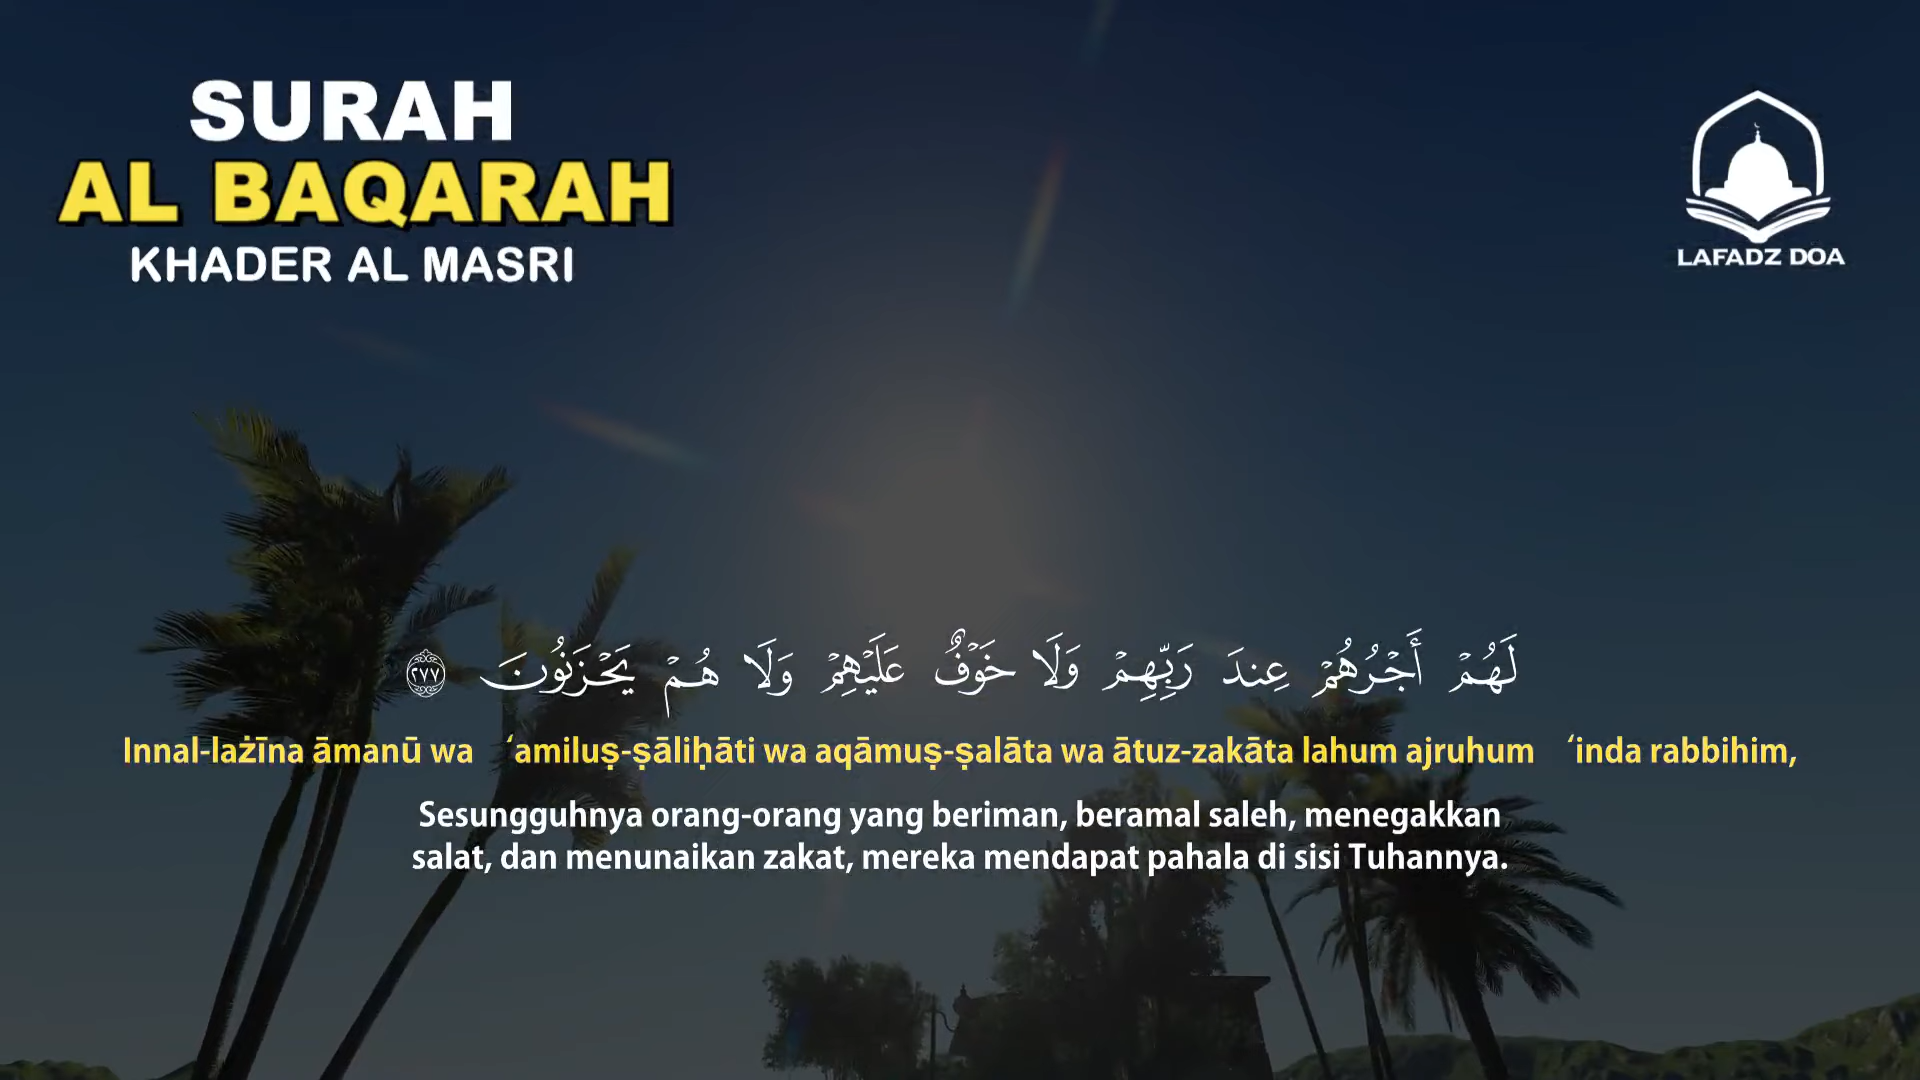 SURAH
AL BAQARAH
KHADER AL MASRI
LAFADZ DOA
لَهُمْ أَجْرُهُمْ عِندَ رَبِّهِمْ وَلَا خَوْفٌ عَلَيْهِمْ وَلَا هُمْ يَحْزَنُونَ ٢٧٧
Innal-lażīna āmanū wa ‘amiluṣ-ṣāliḥāti wa aqāmuṣ-ṣalāta wa ātuz-zakāta lahum ajruhum ‘inda rabbihim,
Sesungguhnya orang-orang yang beriman, beramal saleh, menegakkan
salat, dan menunaikan zakat, mereka mendapat pahala di sisi Tuhannya.